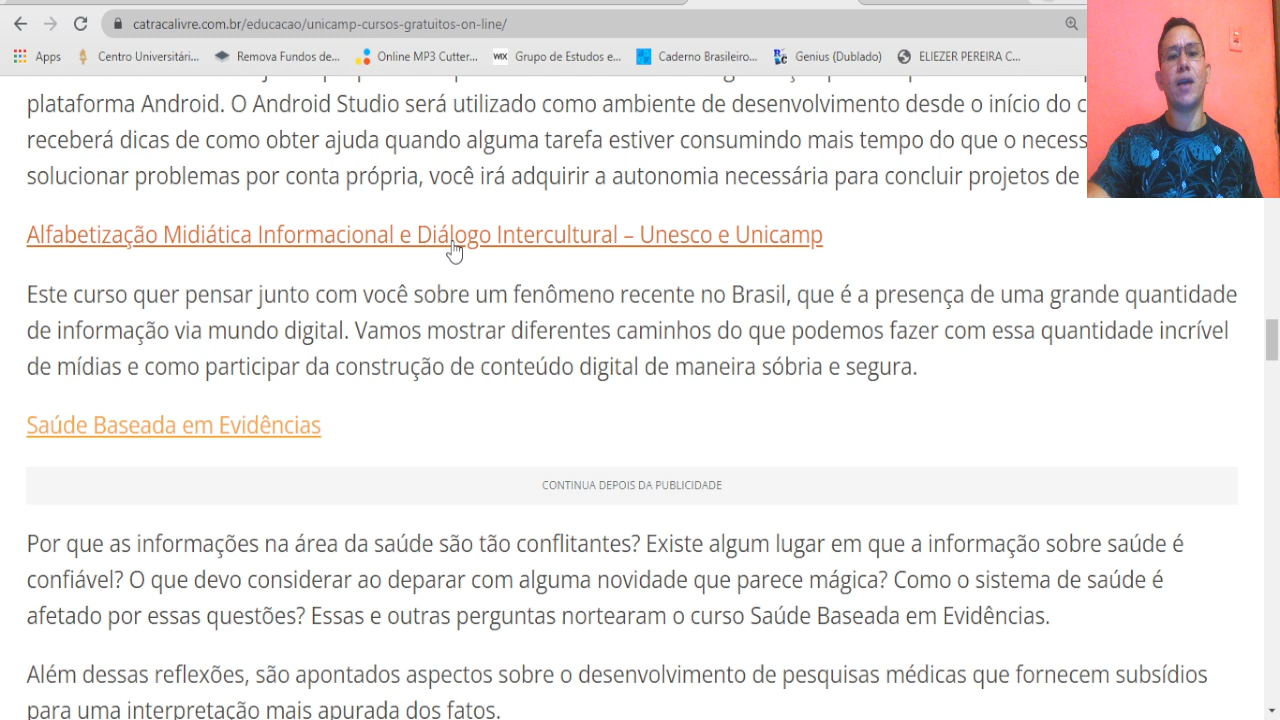 catracalivre.com.br/educacao/unicamp-cursos-gratuitos-on-line/
Apps Centro Universitári... Remova Fundos de... Online MP3 Cutter... WIX Grupo de Estudos e... Caderno Brasileiro... Genius (Dublado) ELIEZER PEREIRA C...
plataforma Android. O Android Studio será utilizado como ambiente de desenvolvimento desde o início do c
receberá dicas de como obter ajuda quando alguma tarefa estiver consumindo mais tempo do que o necess
solucionar problemas por conta própria, você irá adquirir a autonomia necessária para concluir projetos de
Alfabetização Midiática Informacional e Diálogo Intercultural – Unesco e Unicamp
Este curso quer pensar junto com você sobre um fenômeno recente no Brasil, que é a presença de uma grande quantidade
de informação via mundo digital. Vamos mostrar diferentes caminhos do que podemos fazer com essa quantidade incrível
de mídias e como participar da construção de conteúdo digital de maneira sóbria e segura.
Saúde Baseada em Evidências
CONTINUA DEPOIS DA PUBLICIDADE
Por que as informações na área da saúde são tão conflitantes? Existe algum lugar em que a informação sobre saúde é
confiável? O que devo considerar ao deparar com alguma novidade que parece mágica? Como o sistema de saúde é
afetado por essas questões? Essas e outras perguntas nortearam o curso Saúde Baseada em Evidências.
Além dessas reflexões, são apontados aspectos sobre o desenvolvimento de pesquisas médicas que fornecem subsídios
para uma interpretação mais apurada dos fatos.